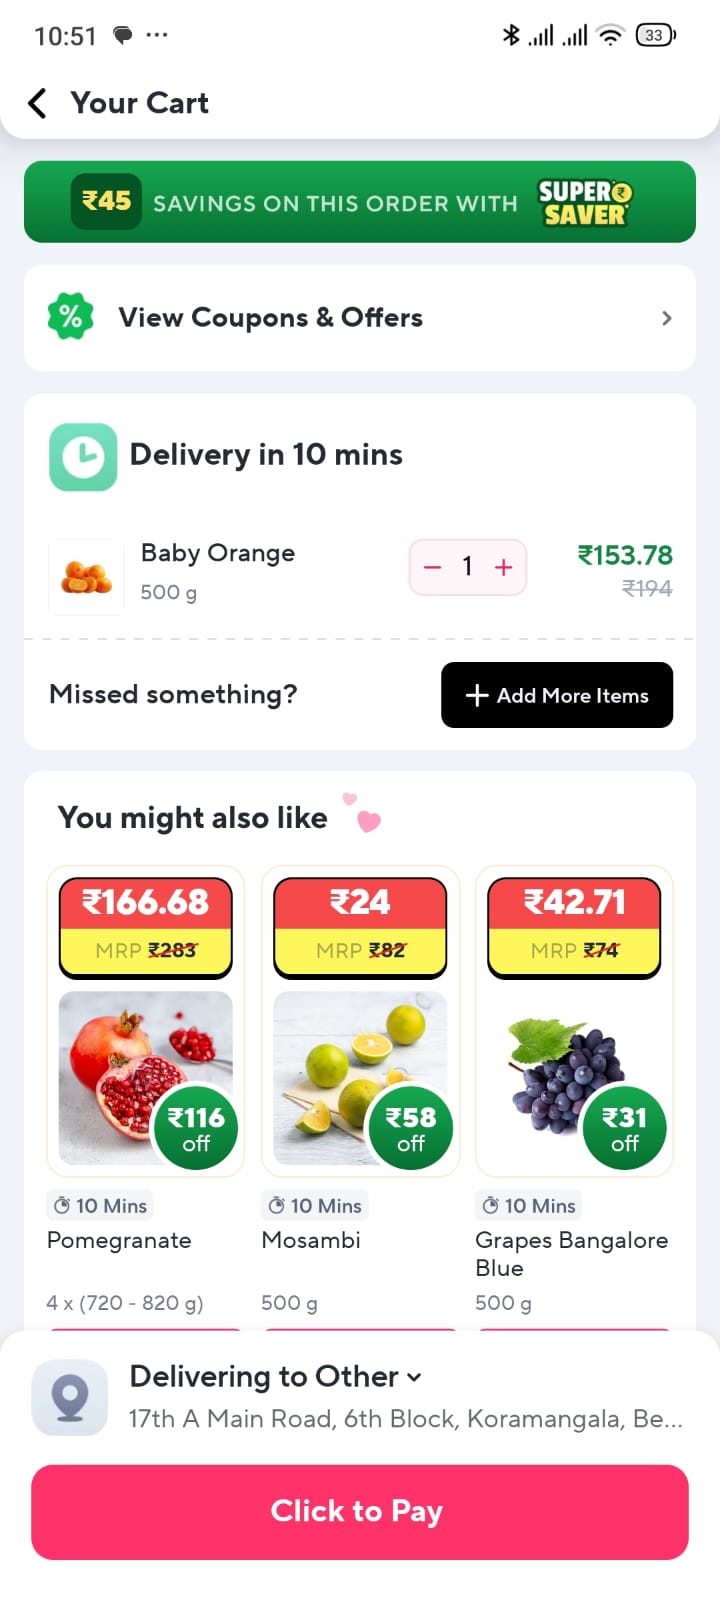 10:51
33
Your Cart
₹45 SAVINGS ON THIS ORDER WITH SUPER SAVER
View Coupons & Offers
Delivery in 10 mins
Baby Orange
500 g
1
₹153.78
₹194
Missed something?
+ Add More Items
You might also like
₹166.68
MRP ₹283
₹116 off
10 Mins
Pomegranate
4 x (720 - 820 g)
₹24
MRP ₹82
₹58 off
10 Mins
Mosambi
500 g
₹42.71
MRP ₹74
₹31 off
10 Mins
Grapes Bangalore
Blue
500 g
Delivering to Other
17th A Main Road, 6th Block, Koramangala, Be...
Click to Pay